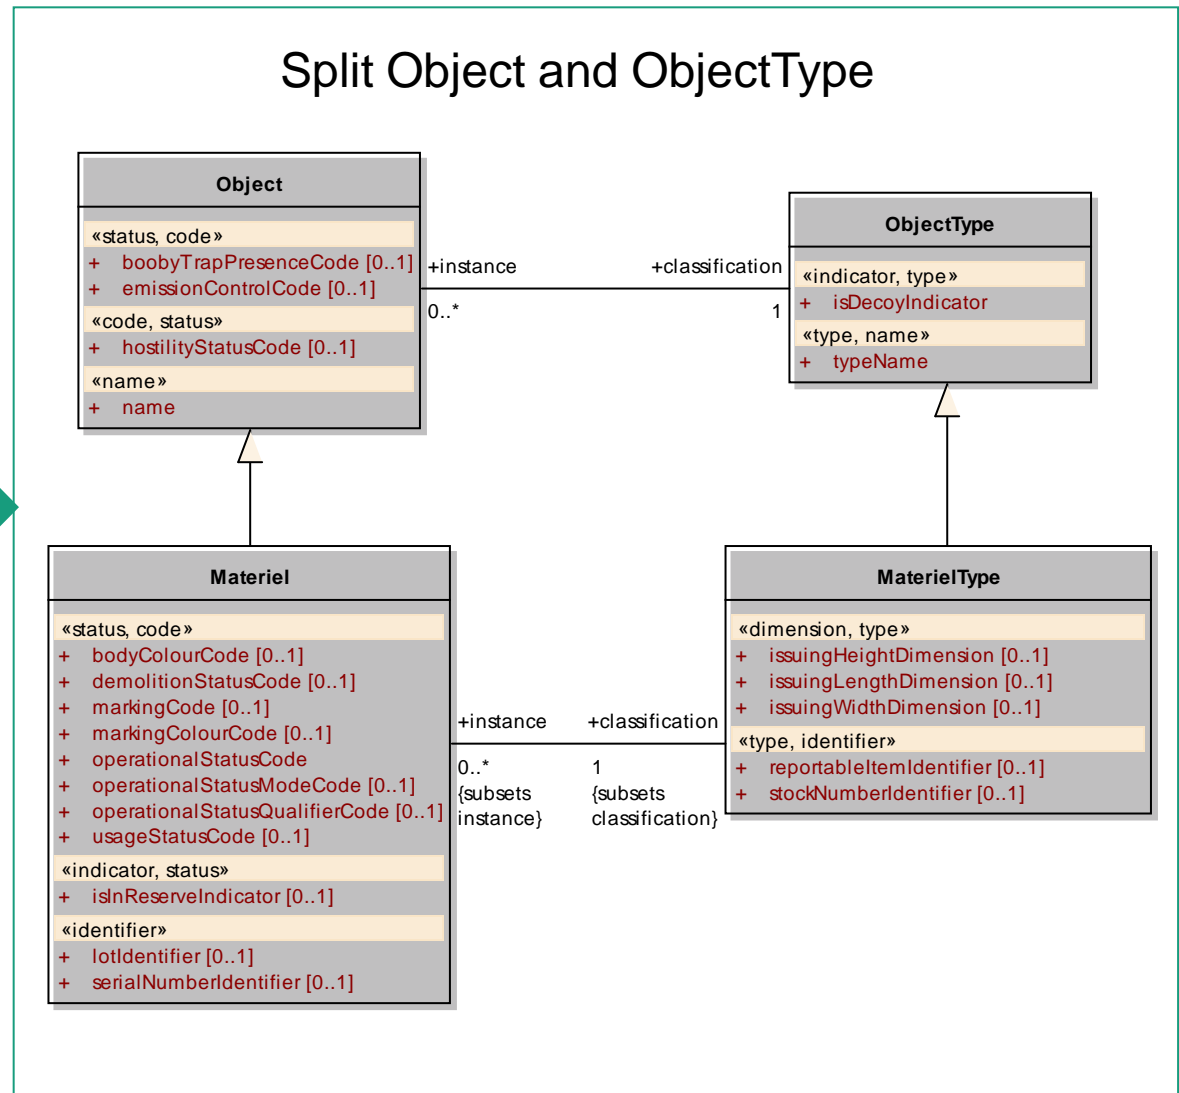 Split Object and ObjectType
Object
«status, code»
+ boobyTrapPresenceCode [0..1]
+ emissionControlCode [0..1]
«code, status»
+ hostilityStatusCode [0..1]
«name»
+ name
+instance
0..*
+classification
1
ObjectType
«indicator, type»
+ isDecoyIndicator
«type, name»
+ typeName
Materiel
«status, code»
+ bodyColourCode [0..1]
+ demolitionStatusCode [0..1]
+ markingCode [0..1]
+ markingColourCode [0..1]
+ operationalStatusCode
+ operationalStatusModeCode [0..1]
+ operationalStatusQualifierCode [0..1]
+ usageStatusCode [0..1]
«indicator, status»
+ isInReserveIndicator [0..1]
«identifier»
+ lotIdentifier [0..1]
+ serialNumberIdentifier [0..1]
+instance
0..*
{subsets
instance}
+classification
1
{subsets
classification}
MaterielType
«dimension, type»
+ issuingHeightDimension [0..1]
+ issuingLengthDimension [0..1]
+ issuingWidthDimension [0..1]
«type, identifier»
+ reportableItemIdentifier [0..1]
+ stockNumberIdentifier [0..1]